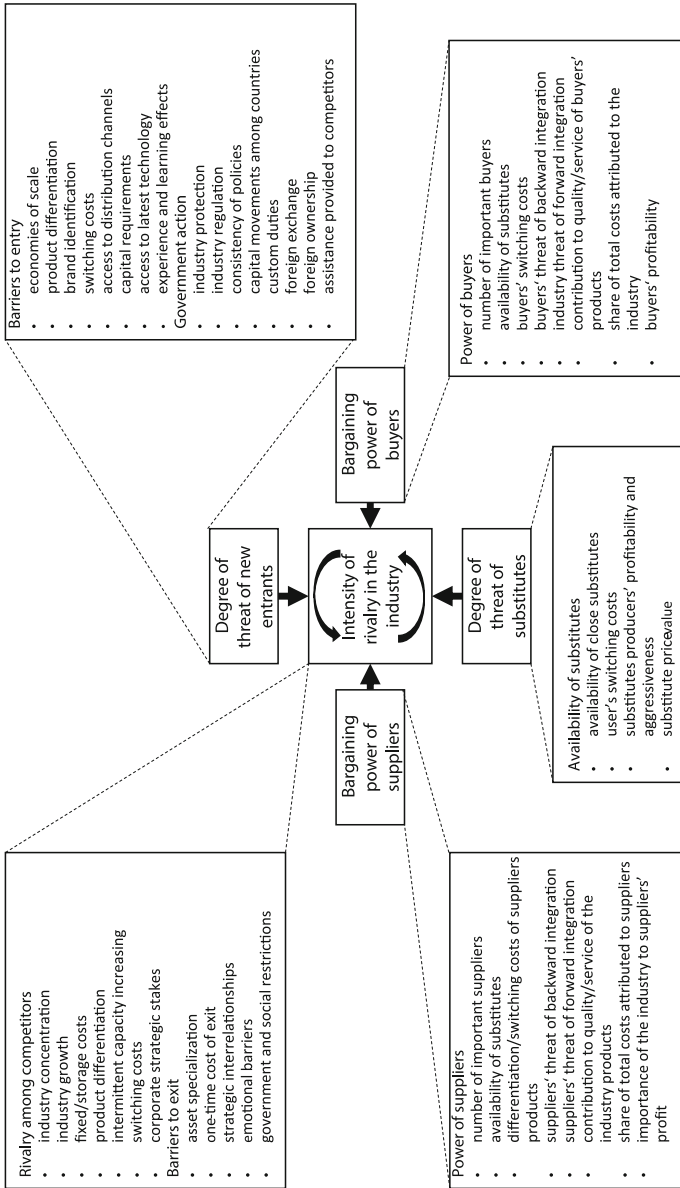 Rivalry among competitors
• industry concentration
• industry growth
• fixed/storage costs
• product differentiation
• intermittent capacity increasing
• switching costs
• corporate strategic stakes
Barriers to exit
• asset specialization
• one-time cost of exit
• strategic interrelationships
• emotional barriers
• government and social restrictions
Barriers to entry
• economies of scale
• product differentiation
• brand identification
• switching costs
• access to distribution channels
• capital requirements
• access to latest technology
• experience and learning effects
Government action
• industry protection
• industry regulation
• consistency of policies
• capital movements among countries
• custom duties
• foreign exchange
• foreign ownership
• assistance provided to competitors
Degree of
threat of new
entrants
Bargaining
power of
suppliers
Intensity of
rivalry in the
industry
Bargaining
power of
buyers
Degree of
threat of
substitutes
Power of suppliers
• number of important suppliers
• availability of substitutes
• differentiation/switching costs of suppliers
products
• suppliers' threat of backward integration
• suppliers' threat of forward integration
• contribution to quality/service of the
industry products
• share of total costs attributed to suppliers
• importance of the industry to suppliers'
profit
Availability of substitutes
• availability of close substitutes
• user's switching costs
• substitutes producers' profitability and
aggressiveness
• substitute pricevalue
Power of buyers
• number of important buyers
• availability of substitutes
• buyers' switching costs
• buyers' threat of backward integration
• industry threat of forward integration
• contribution to quality/service of buyers'
products
• share of total costs attributed to the
industry
• buyers' profitability